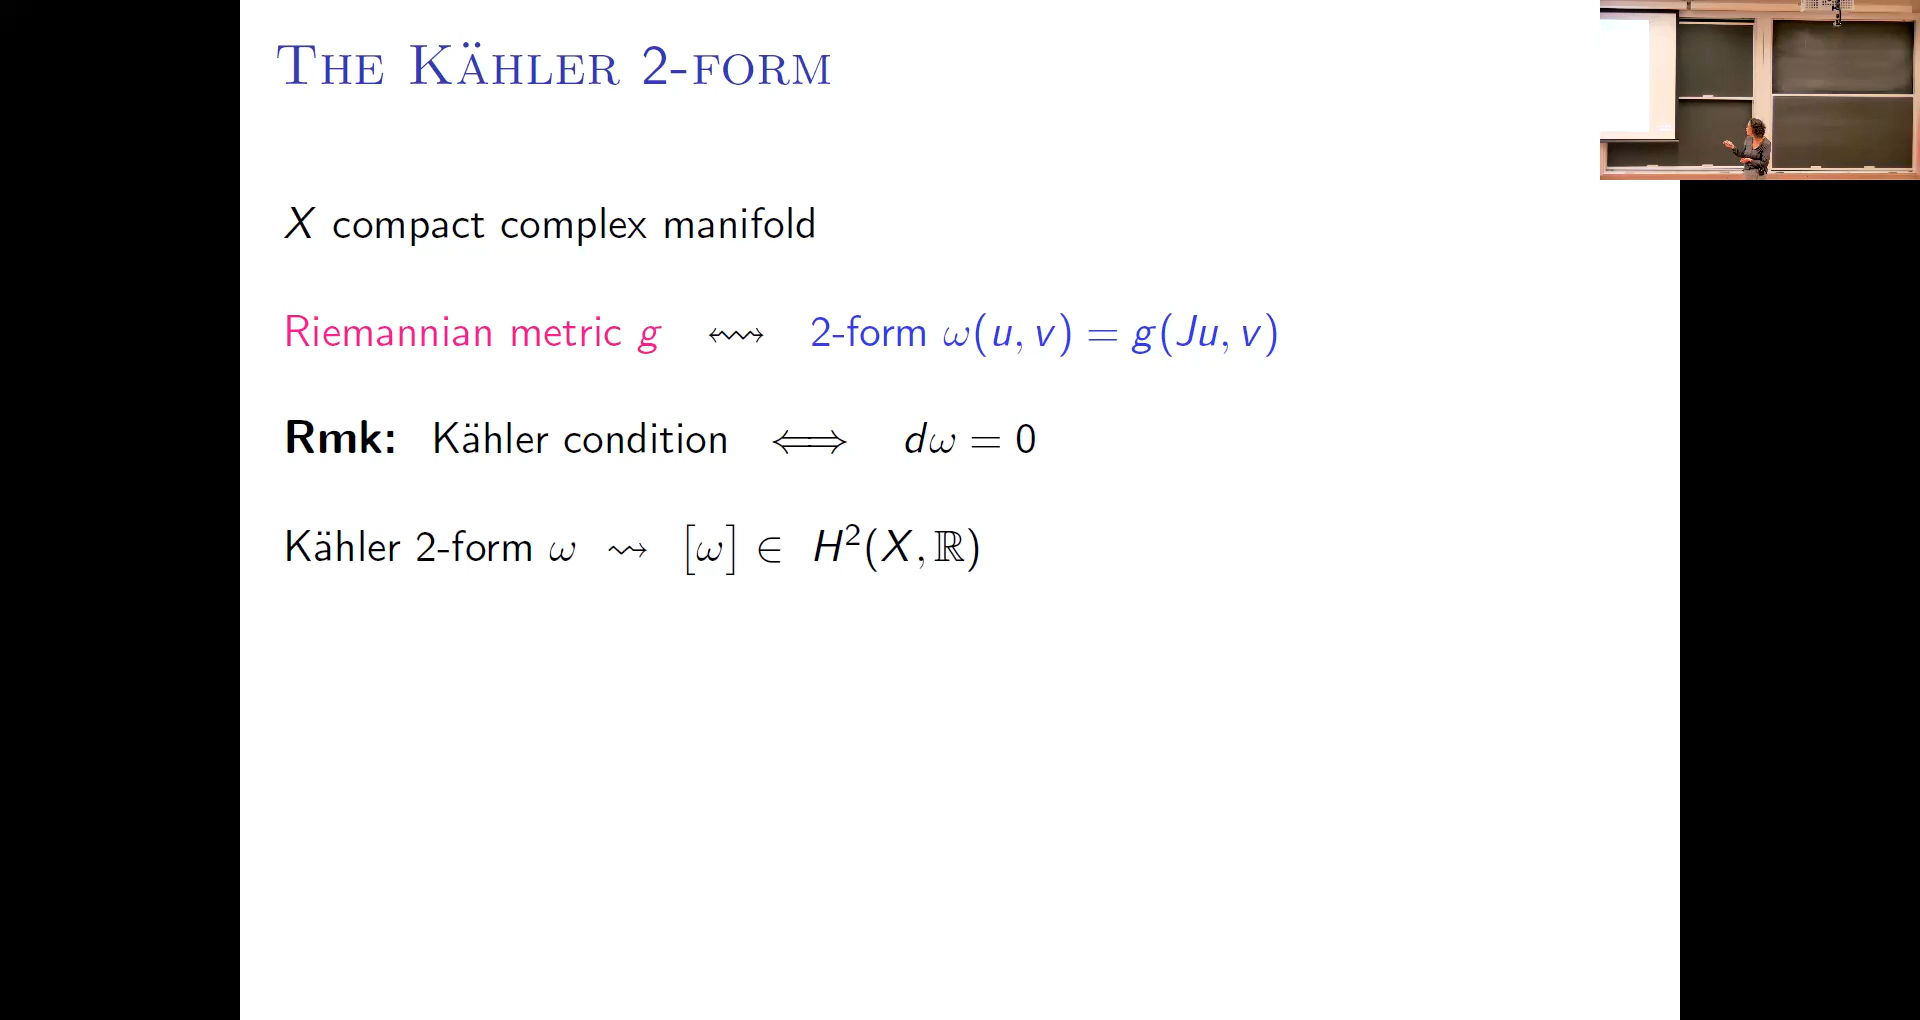 The Kähler 2-form
X compact complex manifold
Riemannian metric g ↭ 2-form ω(u, v) = g(Ju, v)
Rmk: Kähler condition ⟺ dω = 0
Kähler 2-form ω ⇝ [ω] ∈ H²(X, ℝ)